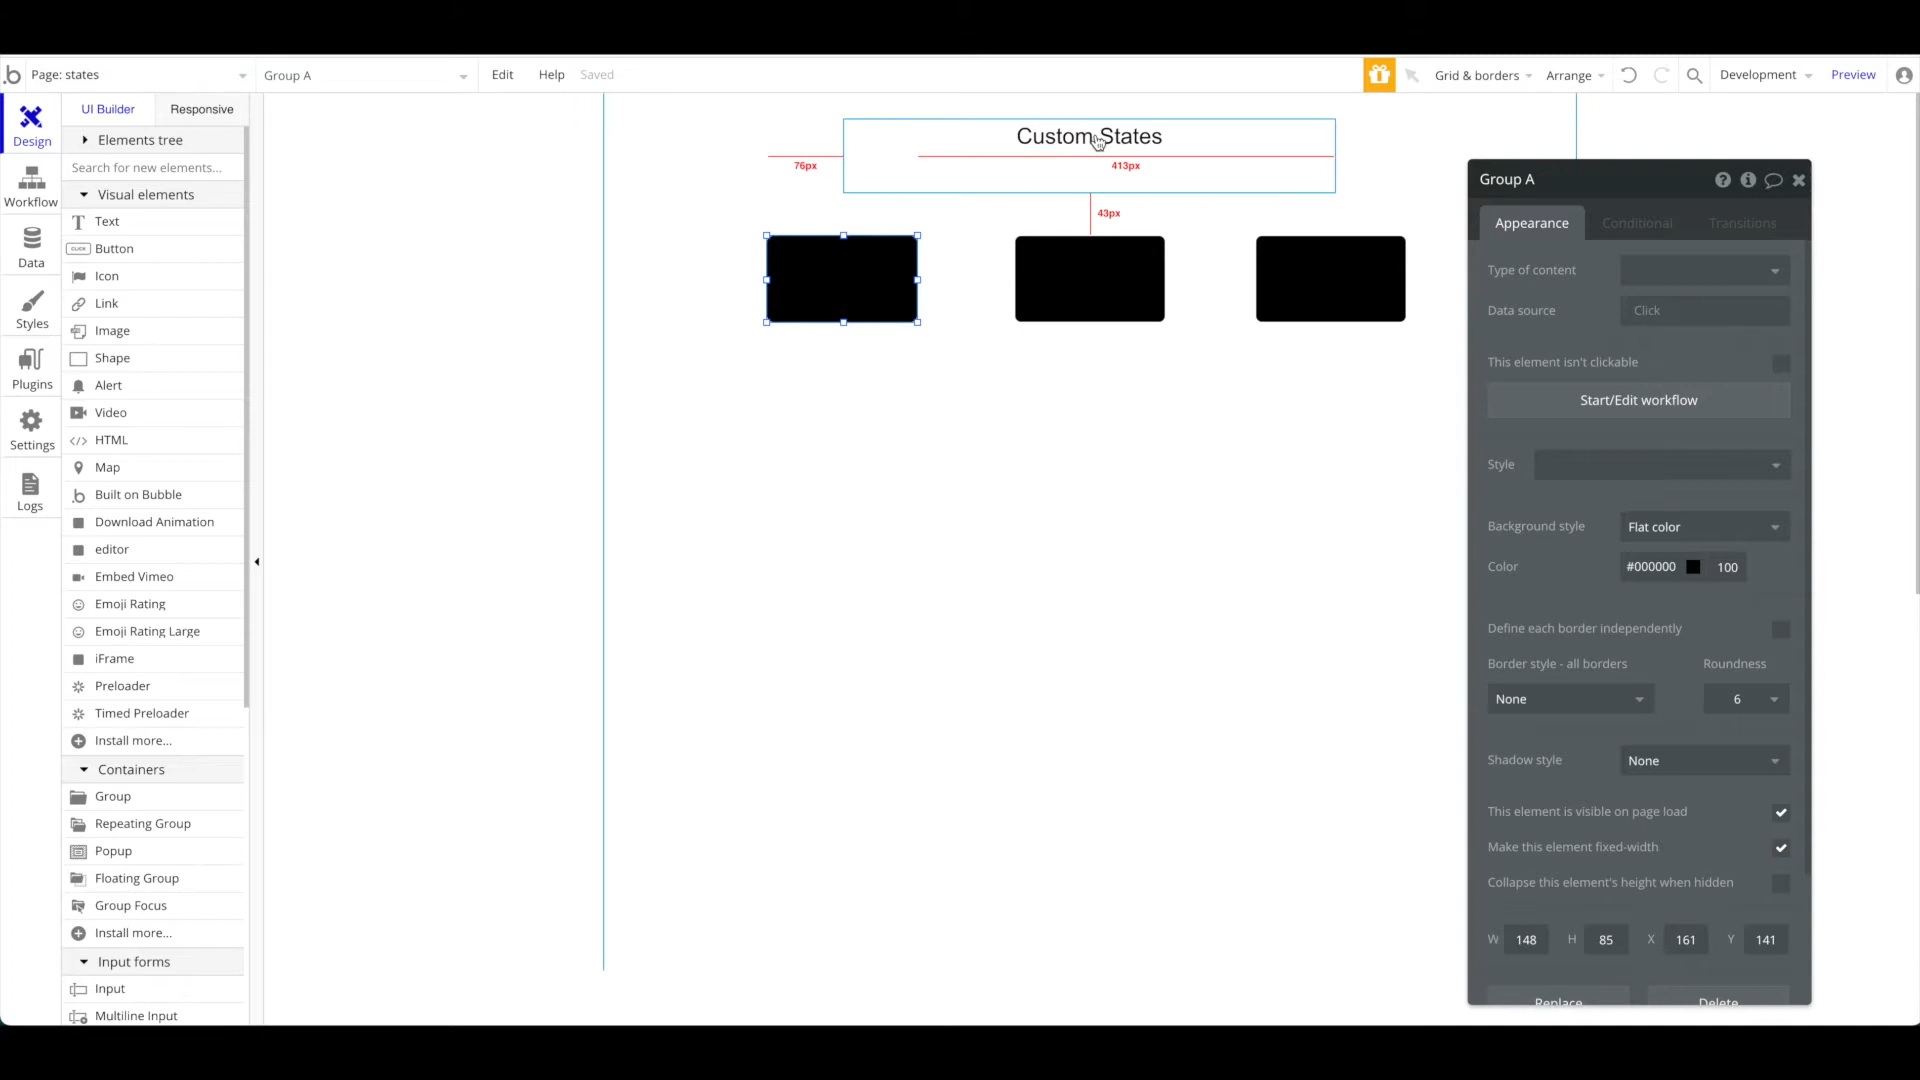 Page: states
Group A
Edit
Help
Saved
Grid & borders
Arrange
Development
Preview
Design
Workflow
Data
Styles
Plugins
Settings
Logs
UI Builder
Responsive
Elements tree
Search for new elements...
Visual elements
Text
CLICK
Button
Icon
Link
Image
Shape
Alert
Video
HTML
Map
Built on Bubble
Download Animation
editor
Embed Vimeo
Emoji Rating
Emoji Rating Large
iFrame
Preloader
Timed Preloader
Install more...
Containers
Group
Repeating Group
Popup
Floating Group
Group Focus
Install more...
Input forms
Input
Multiline Input
Custom States
76px
413px
43px
Group A
Appearance
Conditional
Transitions
Type of content
Data source
Click
This element isn't clickable
Start/Edit workflow
Style
Background style
Flat color
Color
#000000
100
Define each border independently
Border style - all borders
Roundness
None
6
Shadow style
None
This element is visible on page load
Make this element fixed-width
Collapse this element's height when hidden
W 148 H 85 X 161 Y 141
Replace
Delete